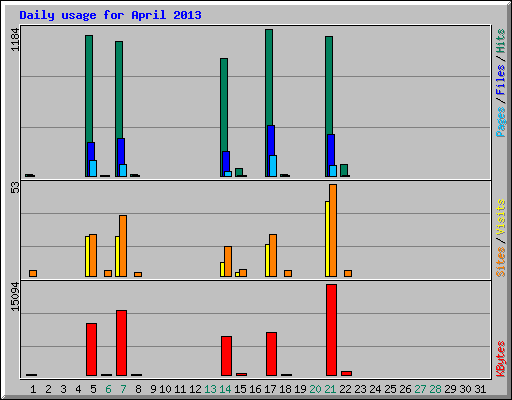 Daily usage for April 2013
1184
Pages/Files/Hits
53
Sites/Visits
15094
KBytes
1 2 3 4 5 6 7 8 9 10 11 12 13 14 15 16 17 18 19 20 21 22 23 24 25 26 27 28 29 30 31